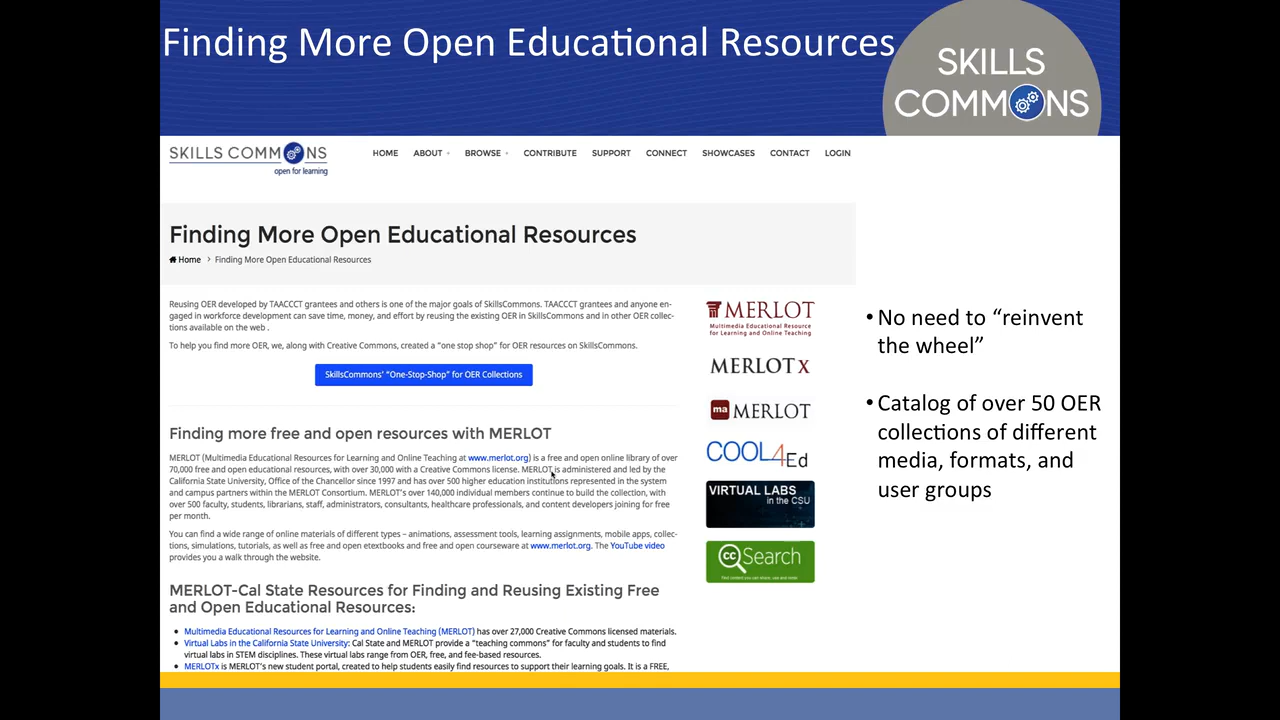 Finding More Open Educational Resources
SKILLS
COMMONS
SKILLS COMMONS
open for learning
HOME ABOUT BROWSE CONTRIBUTE SUPPORT CONNECT SHOWCASES CONTACT LOGIN
Finding More Open Educational Resources
Home › Finding More Open Educational Resources
Reusing OER developed by TAACCCT grantees and others is one of the major goals of SkillsCommons. TAACCCT grantees and anyone en-
gaged in workforce development can save time, money, and effort by reusing the existing OER in SkillsCommons and in other OER collec-
tions available on the web .
To help you find more OER, we, along with Creative Commons, created a “one stop shop” for OER resources on SkillsCommons.
SkillsCommons' “One-Stop-Shop” for OER Collections
Finding more free and open resources with MERLOT
MERLOT (Multimedia Educational Resources for Learning and Online Teaching at www.merlot.org) is a free and open online library of over
70,000 free and open educational resources, with over 30,000 with a Creative Commons license. MERLOT is administered and led by the
California State University, Office of the Chancellor since 1997 and has over 500 higher education institutions represented in the system
and campus partners within the MERLOT Consortium. MERLOT's over 140,000 individual members continue to build the collection, with
over 500 faculty, students, librarians, staff, administrators, consultants, healthcare professionals, and content developers joining for free
per month.
You can find a wide range of online materials of different types – animations, assessment tools, learning assignments, mobile apps, collec-
tions, simulations, tutorials, as well as free and open etextbooks and free and open courseware at www.merlot.org. The YouTube video
provides you a walk through the website.
MERLOT-Cal State Resources for Finding and Reusing Existing Free
and Open Educational Resources:
• Multimedia Educational Resources for Learning and Online Teaching (MERLOT) has over 27,000 Creative Commons licensed materials.
• Virtual Labs in the California State University: Cal State and MERLOT provide a “teaching commons” for faculty and students to find
virtual labs in STEM disciplines. These virtual labs range from OER, free, and fee-based resources.
• MERLOTx is MERLOT's new student portal, created to help students easily find resources to support their learning goals. It is a FREE,
MERLOT
Multimedia Educational Resource
for Learning and Online Teaching
MERLOTX
ma MERLOT
COOL4Ed
VIRTUAL LABS
in the CSU
cc Search
Find content you can share, use and remix
• No need to “reinvent
the wheel”
• Catalog of over 50 OER
collections of different
media, formats, and
user groups